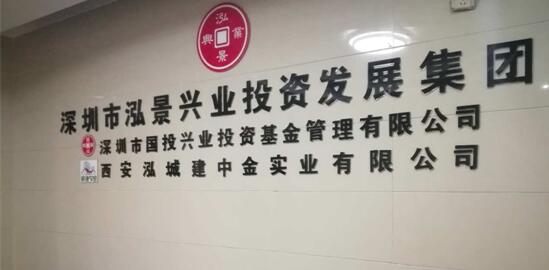 泓
興 業
景
深圳市泓景兴业投资发展集团
深圳市国投兴业投资基金管理有限公司
西安泓城建中金实业有限公司